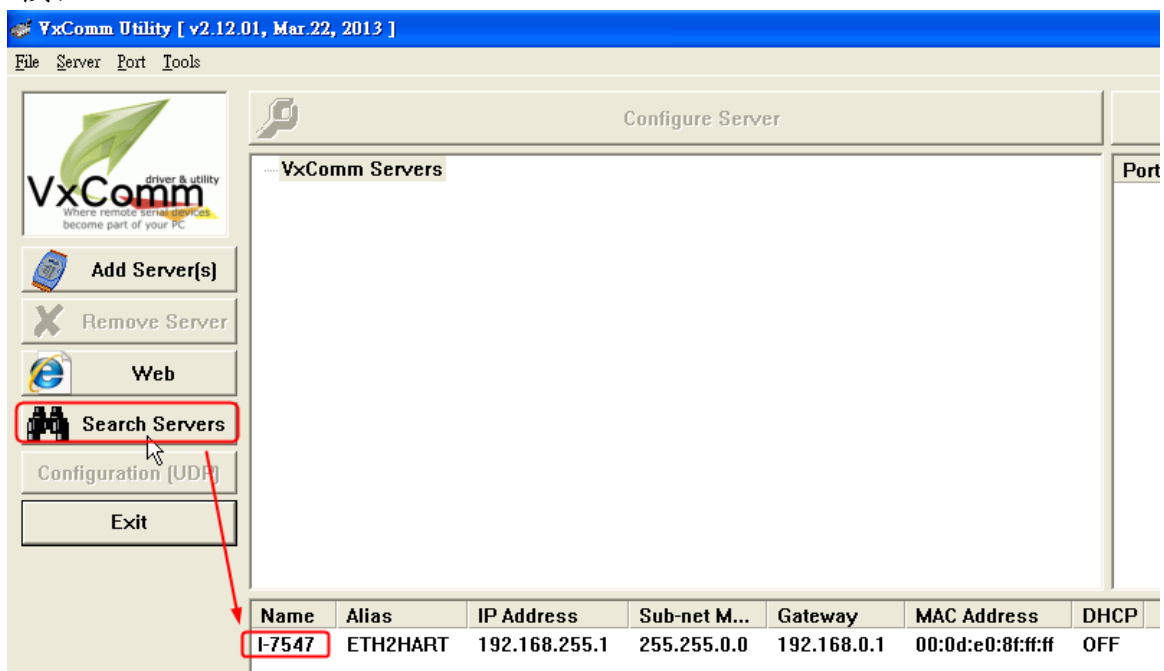 VxComm Utility [ v2.12.01, Mar.22, 2013 ]
File Server Port Tools
Configure Server
VxComm
driver & utility
Where remote serial devices
become part of your PC
VxComm Servers
Port
Add Server(s)
Remove Server
Web
Search Servers
Configuration (UDP)
Exit
Name Alias IP Address Sub-net M... Gateway MAC Address DHCP
I-7547 ETH2HART 192.168.255.1 255.255.0.0 192.168.0.1 00:0d:e0:8f:ff:ff OFF